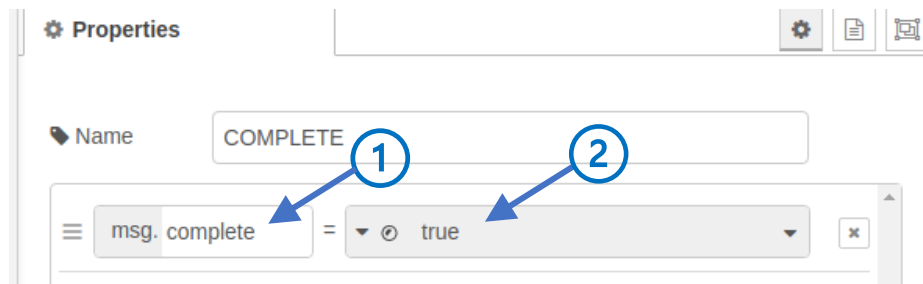 Properties
Name
COMPLETE
1
2
msg. complete = true